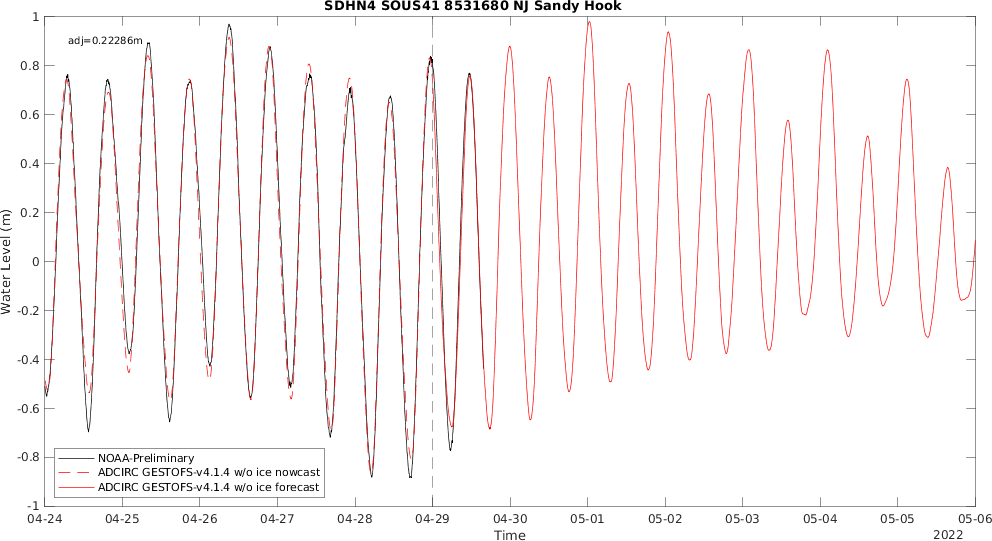 SDHN4 SOUS41 8531680 NJ Sandy Hook
adj=0.22286m
1
0.8
0.6
0.4
0.2
0
-0.2
-0.4
-0.6
-0.8
-1
Water Level (m)
NOAA-Preliminary
ADCIRC GESTOFS-v4.1.4 w/o ice nowcast
ADCIRC GESTOFS-v4.1.4 w/o ice forecast
04-24 04-25 04-26 04-27 04-28 04-29 04-30 05-01 05-02 05-03 05-04 05-05 05-06
Time
2022